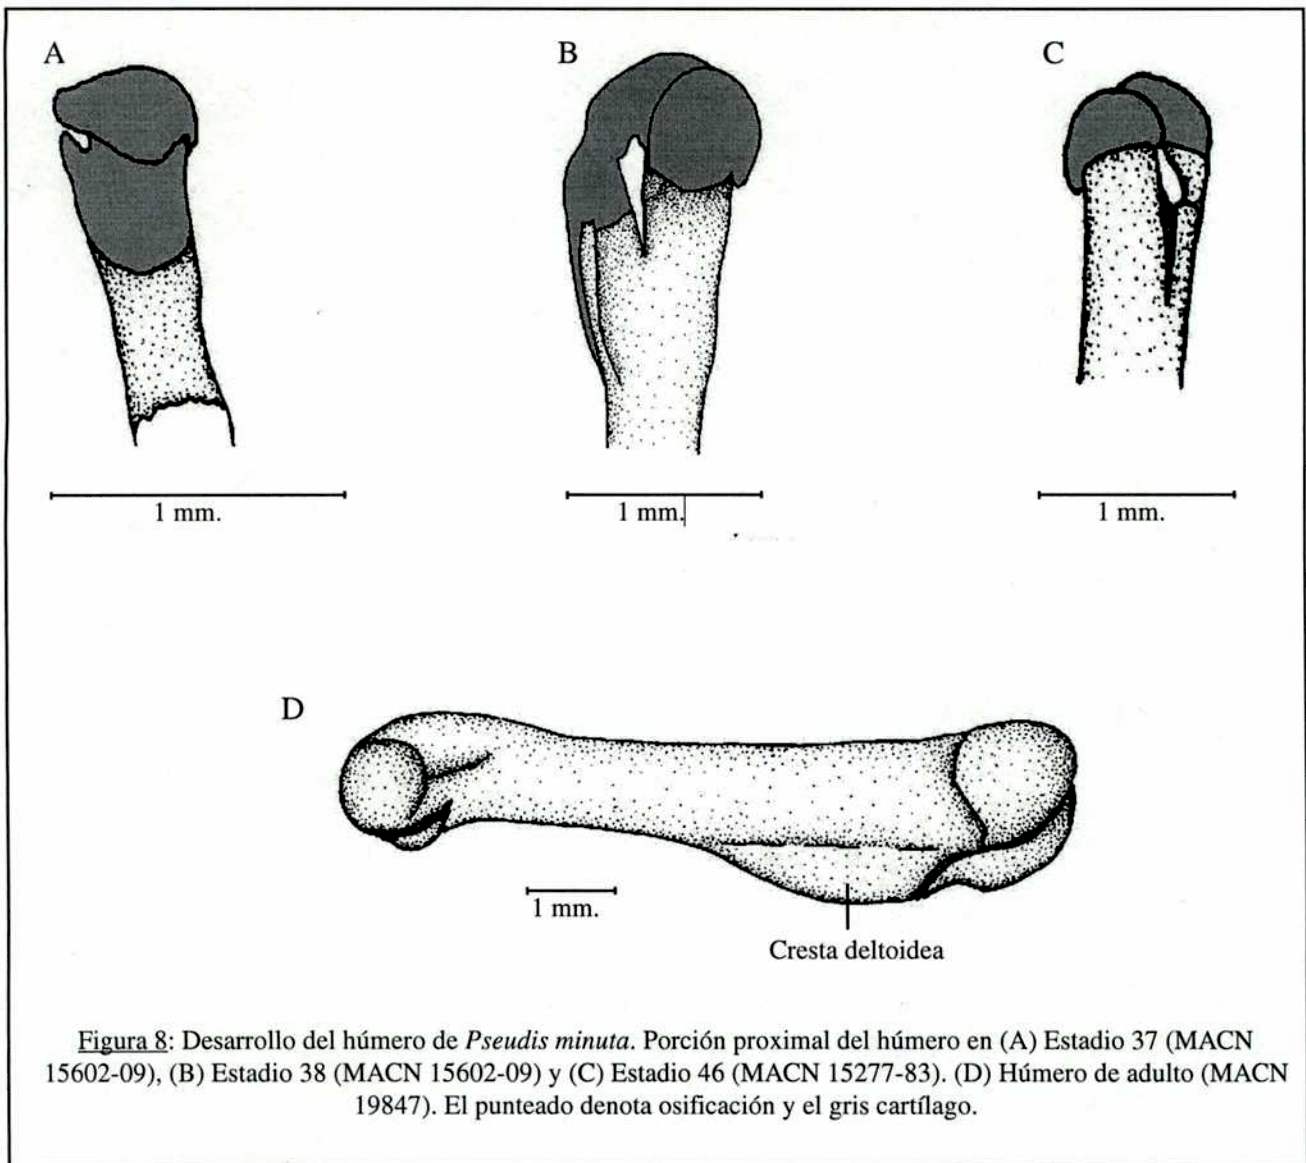 A
B
C
1 mm.
1 mm.
1 mm.
D
1 mm.
Cresta deltoidea
Figura 8: Desarrollo del húmero de Pseudis minuta. Porción proximal del húmero en (A) Estadio 37 (MACN
15602-09), (B) Estadio 38 (MACN 15602-09) y (C) Estadio 46 (MACN 15277-83). (D) Húmero de adulto (MACN
19847). El punteado denota osificación y el gris cartílago.